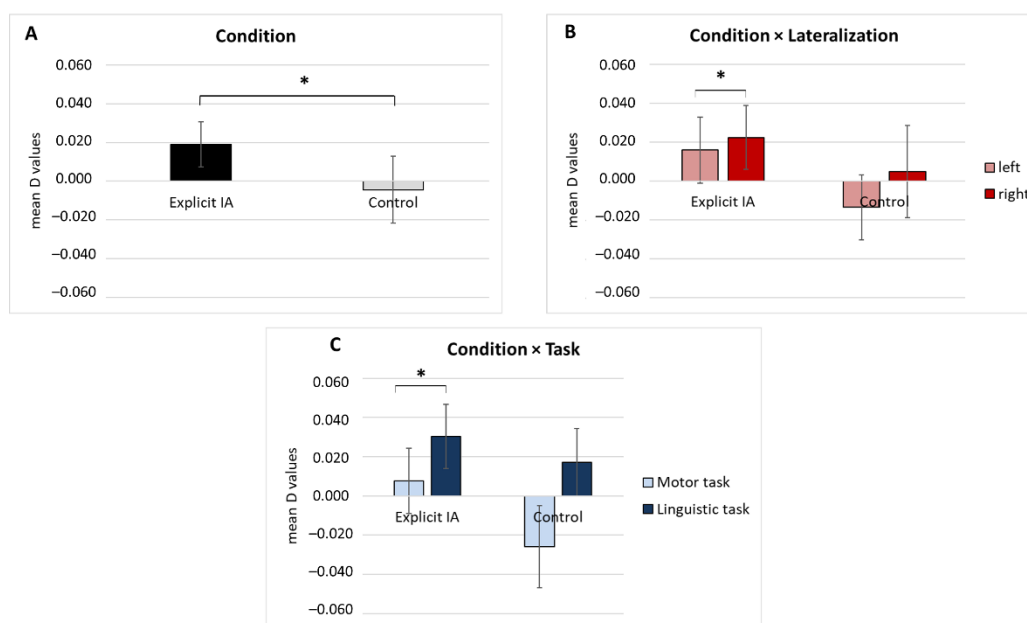 A
Condition
0.060
0.040
0.020
0.000
−0.020
−0.040
−0.060
mean D values
*
Explicit IA
Control
B
Condition × Lateralization
0.060
0.040
0.020
0.000
−0.020
−0.040
−0.060
mean D values
*
Explicit IA
Control
left
right
C
Condition × Task
0.060
0.040
0.020
0.000
−0.020
−0.040
−0.060
mean D values
*
Explicit IA
Control
Motor task
Linguistic task